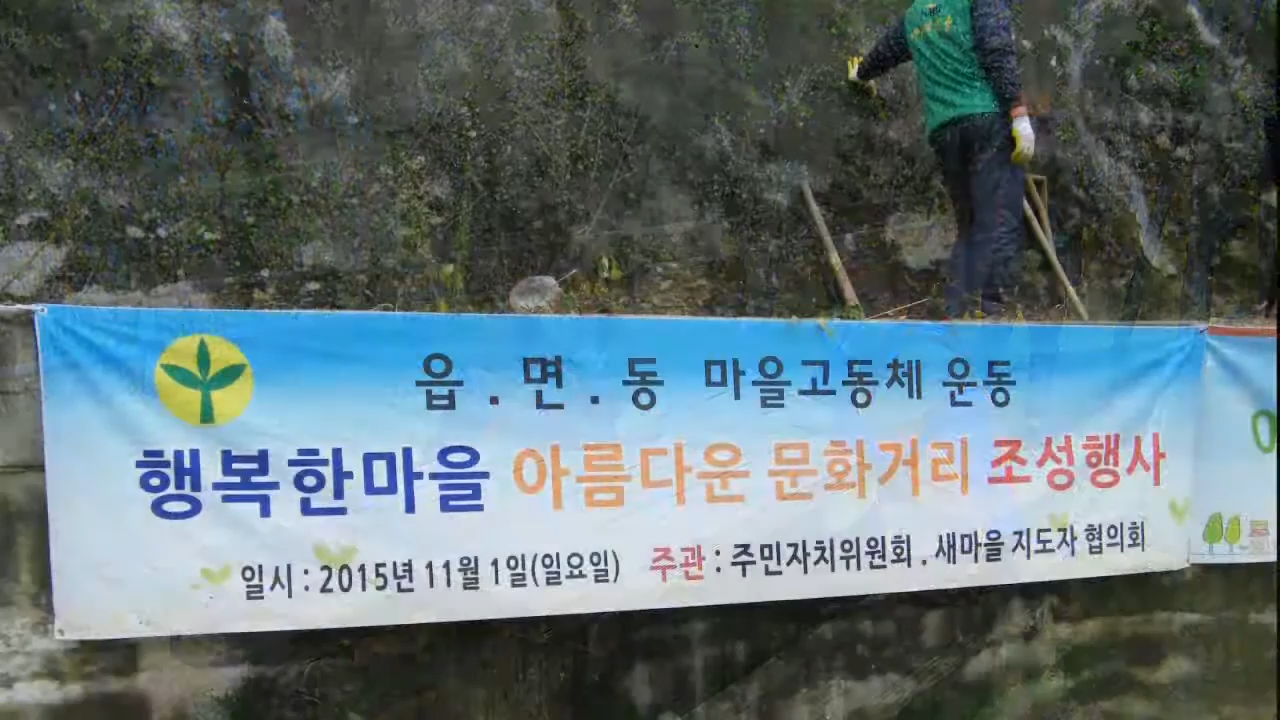 읍 . 면 . 동 마을고동체 운동
행복한마을 아름다운 문화거리 조성행사
일시 : 2015년 11월 1일(일요일) 주관 : 주민자치위원회 . 새마을 지도자 협의회